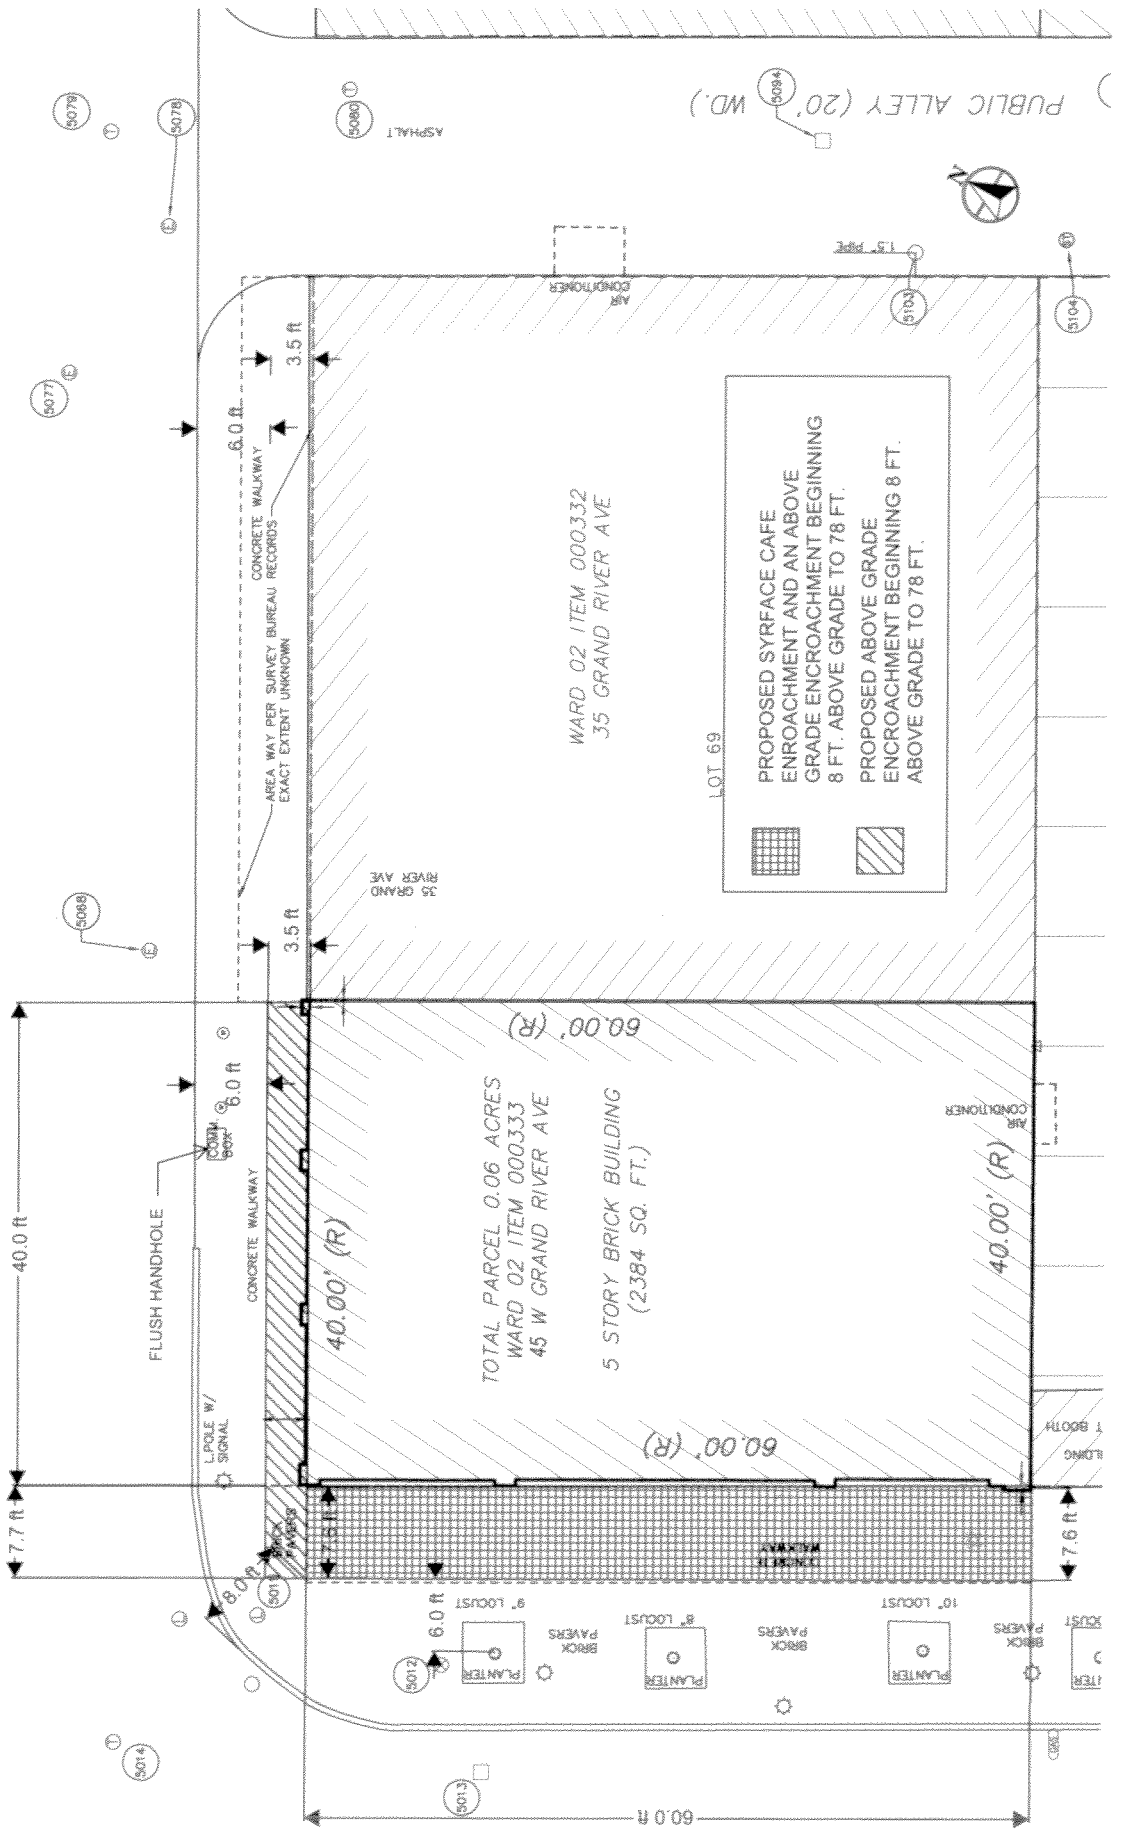 5079
T
5078
E
T
5080
ASPHALT
5094
PUBLIC ALLEY (20' WD.)
N
5077
E
6.0 ft
3.5 ft
AIR
CONDITIONER
1.5" PIPE
5103
5104
CONCRETE WALKWAY
AREA WAY PER SURVEY BUREAU RECORDS
EXACT EXTENT UNKNOWN
WARD 02 ITEM 000332
35 GRAND RIVER AVE
LOT 69
PROPOSED SYRFACE CAFE
ENROACHMENT AND AN ABOVE
GRADE ENCROACHMENT BEGINNING
8 FT. ABOVE GRADE TO 78 FT.
PROPOSED ABOVE GRADE
ENCROACHMENT BEGINNING 8 FT.
ABOVE GRADE TO 78 FT.
35 GRAND
RIVER AVE
5068
E
3.5 ft
40.0 ft
6.0 ft
COMM.
BOX
FLUSH HANDHOLE
CONCRETE WALKWAY
60.00' (R)
40.00' (R)
TOTAL PARCEL 0.06 ACRES
WARD 02 ITEM 000333
45 W GRAND RIVER AVE
5 STORY BRICK BUILDING
(2384 SQ. FT.)
AIR
CONDITIONER
40.00' (R)
60.00' (R)
L.POLE W/
SIGNAL
T BOOTH
ILDING
7.7 ft
BRICK
PAVERS
7.6 ft
CONCRETE
WALKWAY
7.6 ft
8.0 ft
6.0 ft
5012
9" LOCUST
PLANTER
BRICK
PAVERS
8" LOCUST
PLANTER
BRICK
PAVERS
10" LOCUST
PLANTER
BRICK
PAVERS
OCUST
ITER
T
5014
5013
60.0 ft